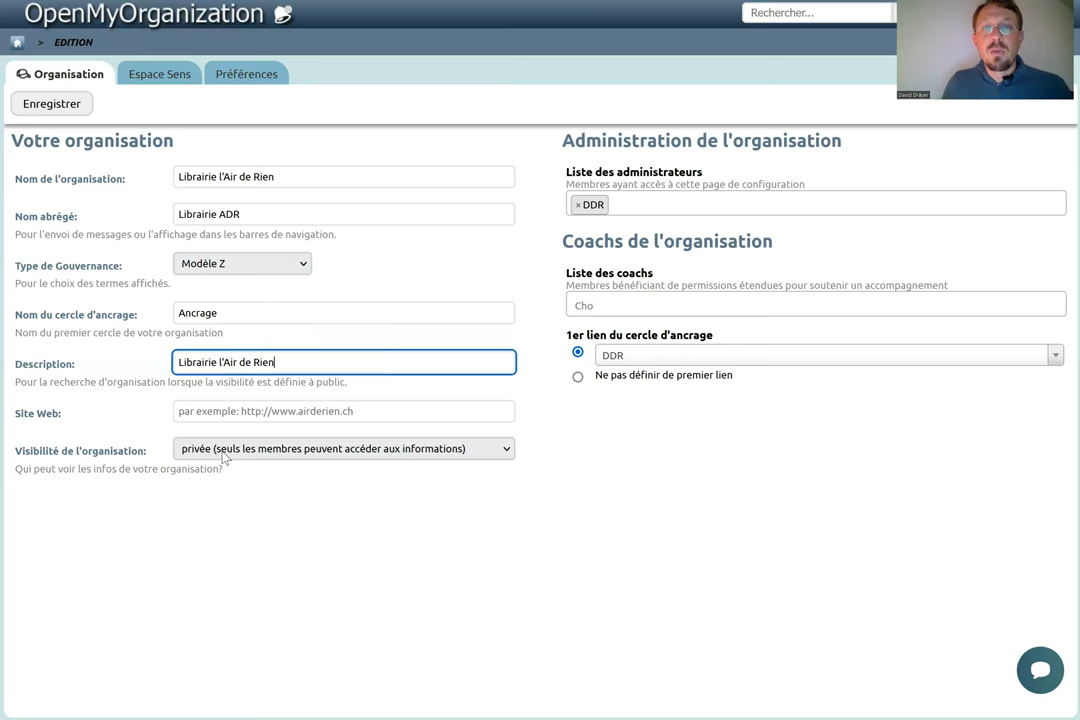 OpenMyOrganization
Rechercher...
> EDITION
Organisation
Espace Sens
Préférences
Enregistrer
David Dräyer
Votre organisation
Nom de l'organisation:
Librairie l'Air de Rien
Nom abrégé:
Librairie ADR
Pour l'envoi de messages ou l'affichage dans les barres de navigation.
Type de Gouvernance:
Modèle Z
Pour le choix des termes affichés.
Nom du cercle d'ancrage:
Ancrage
Nom du premier cercle de votre organisation
Description:
Librairie l'Air de Rien
Pour la recherche d'organisation lorsque la visibilité est définie à public.
Site Web:
par exemple: http://www.airderien.ch
Visibilité de l'organisation:
privée (seuls les membres peuvent accéder aux informations)
Qui peut voir les infos de votre organisation?
Administration de l'organisation
Liste des administrateurs
Membres ayant accès à cette page de configuration
× DDR
Coachs de l'organisation
Liste des coachs
Membres bénéficiant de permissions étendues pour soutenir un accompagnement
Cho
1er lien du cercle d'ancrage
DDR
Ne pas définir de premier lien